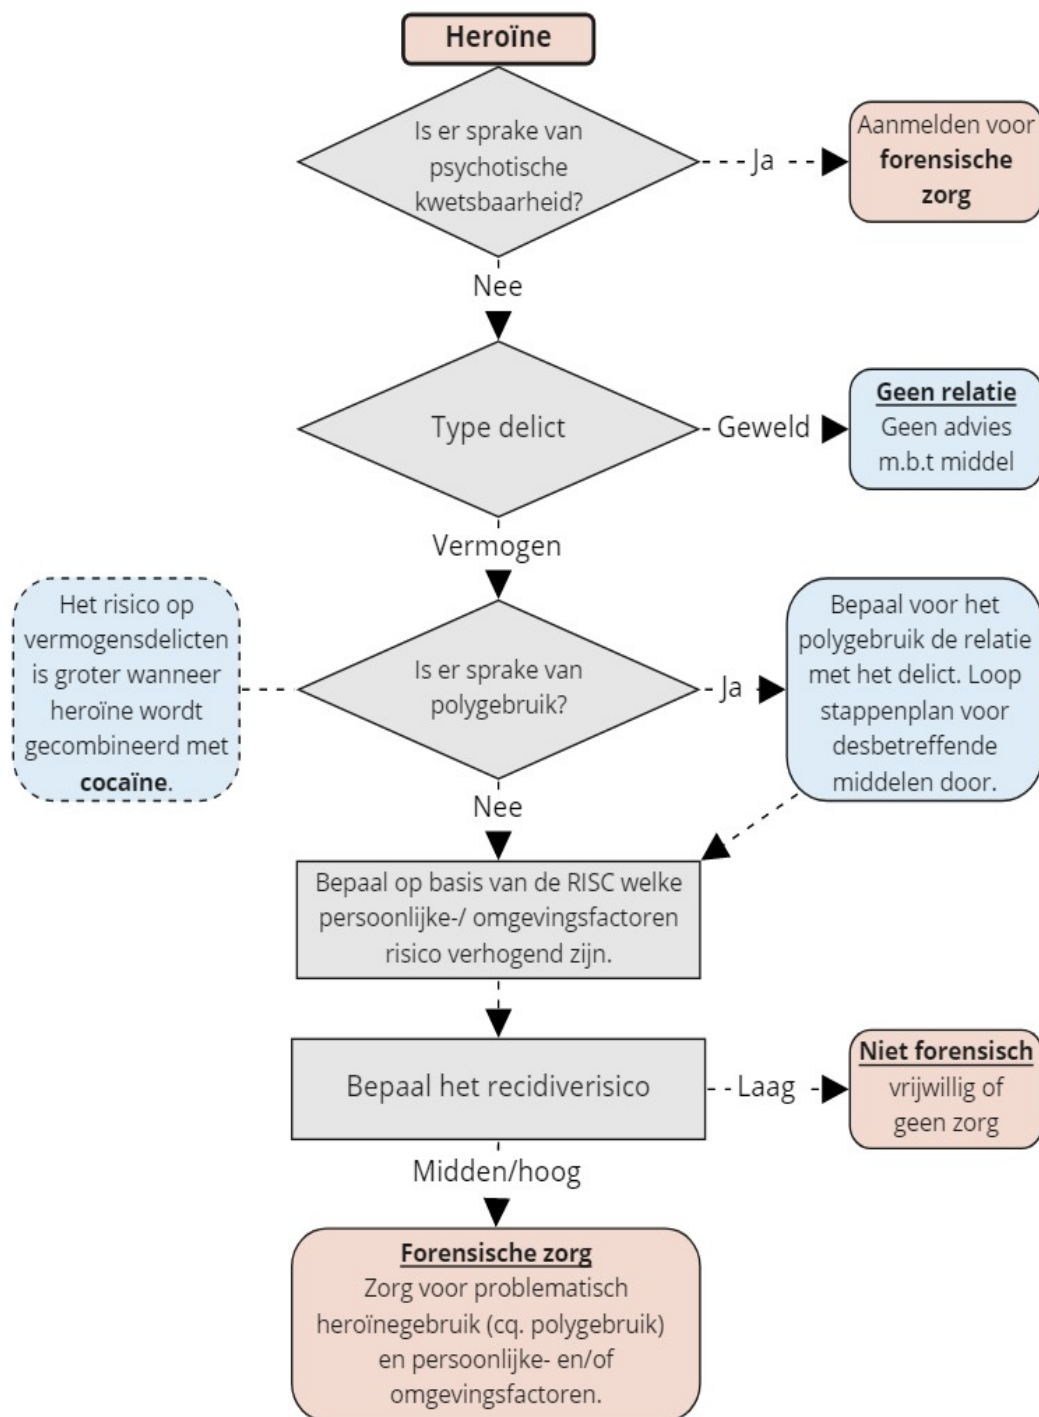 Heroïne
Is er sprake van
psychotische
kwetsbaarheid?
Ja
Aanmelden voor
forensische
zorg
Nee
Type delict
Geweld
Geen relatie
Geen advies
m.b.t middel
Vermogen
Het risico op
vermogensdelicten
is groter wanneer
heroïne wordt
gecombineerd met
cocaïne.
Is er sprake van
polygebruik?
Ja
Bepaal voor het
polygebruik de relatie
met het delict. Loop
stappenplan voor
desbetreffende
middelen door.
Nee
Bepaal op basis van de RISC welke
persoonlijke-/ omgevingsfactoren
risico verhogend zijn.
Bepaal het recidiverisico
Laag
Niet forensisch
vrijwillig of
geen zorg
Midden/hoog
Forensische zorg
Zorg voor problematisch
heroïnegebruik (cq. polygebruik)
en persoonlijke- en/of
omgevingsfactoren.